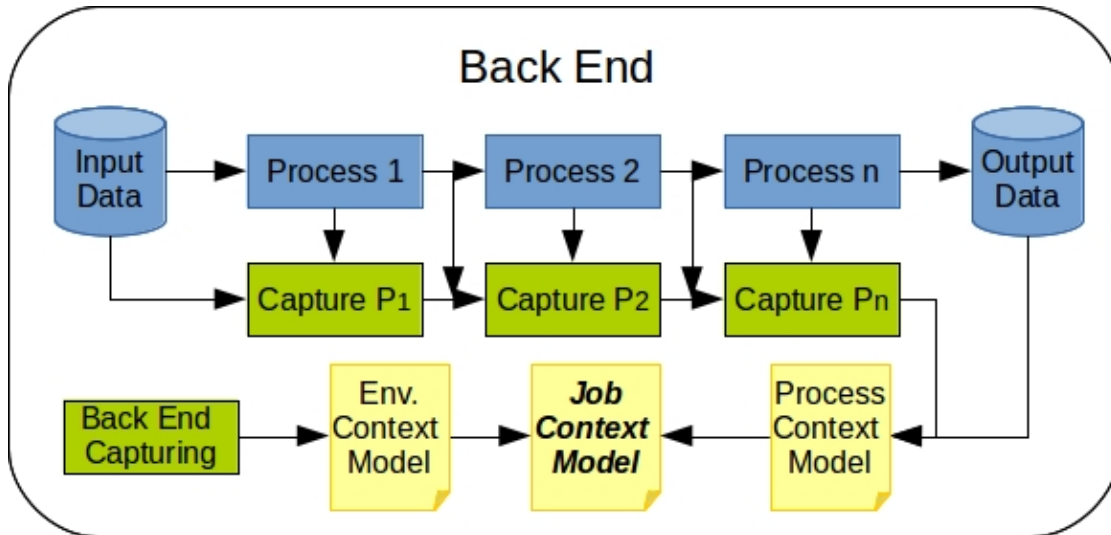 Back End
Input
Data
Process 1
Process 2
Process n
Output
Data
Capture P1
Capture P2
Capture Pn
Back End
Capturing
Env.
Context
Model
Job
Context
Model
Process
Context
Model